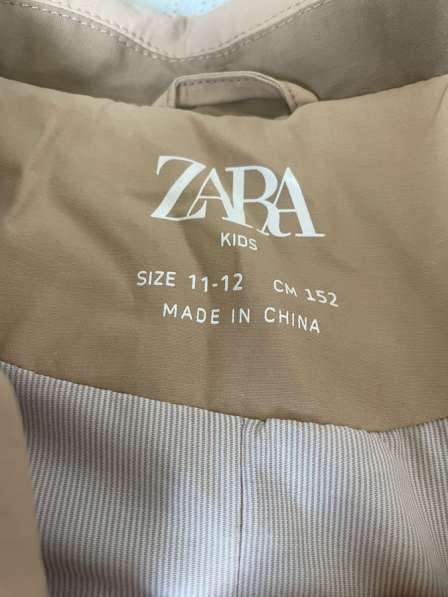 ZARA
KIDS
SIZE 11-12 CM 152
MADE IN CHINA